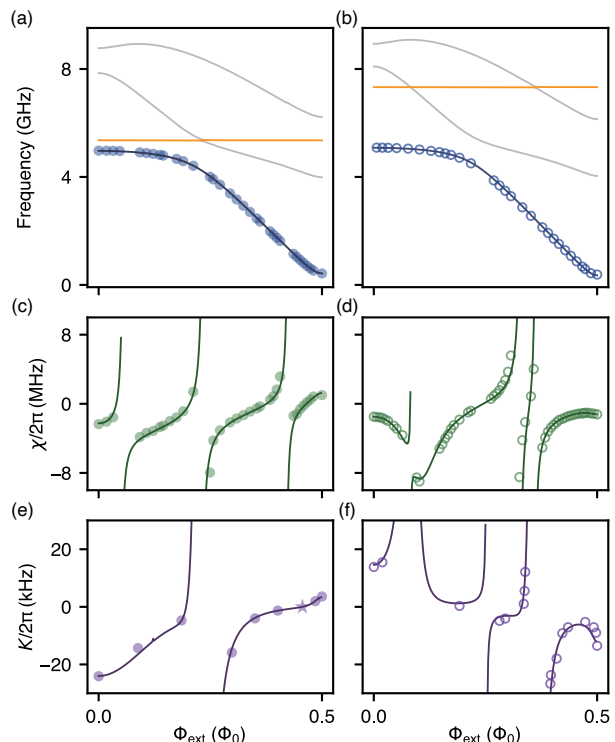 (a) (b)
Frequency (GHz)
8
4
0
(c) (d)
χ/2π (MHz)
8
0
−8
(e) (f)
K/2π (kHz)
20
0
−20
0.0 0.5 0.0 0.5
Φext (Φ0) Φext (Φ0)